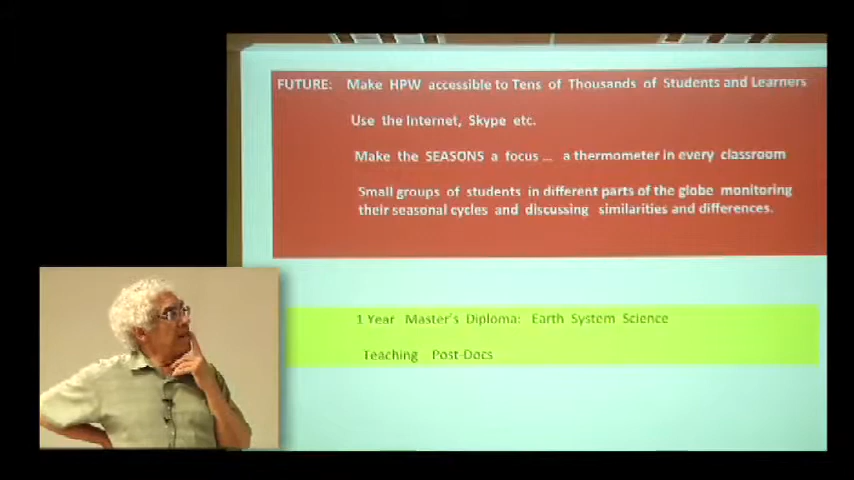 FUTURE: Make HPW accessible to Tens of Thousands of Students and Learners
Use the Internet, Skype etc.
Make the SEASONS a focus ... a thermometer in every classroom
Small groups of students in different parts of the globe monitoring
their seasonal cycles and discussing similarities and differences.
1 Year Master's Diploma: Earth System Science
Teaching Post-Docs